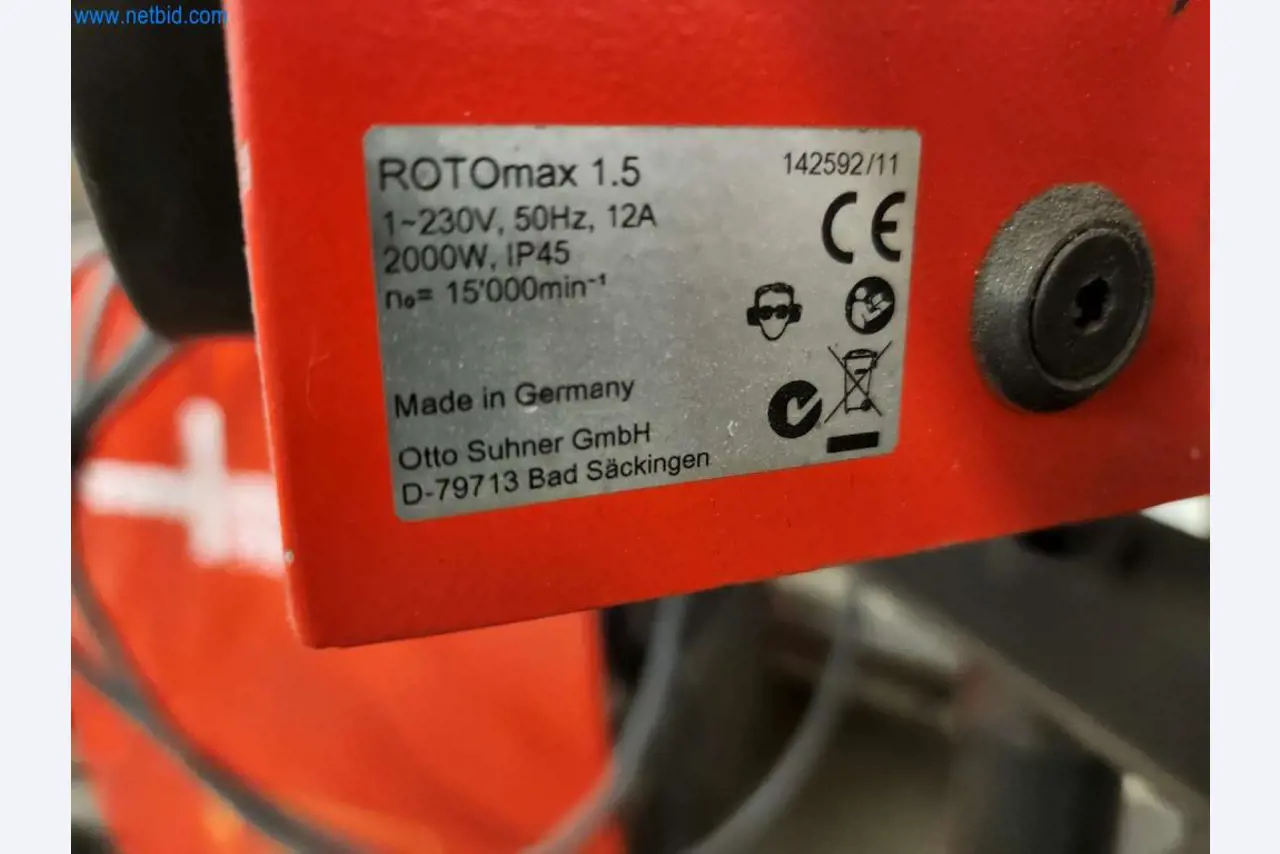 www.netbid.com
ROTOmax 1.5
142592/11
1~230V, 50Hz, 12A
2000W, IP45
n₀= 15'000min⁻¹
CE
Made in Germany
Otto Suhner GmbH
D-79713 Bad Säckingen